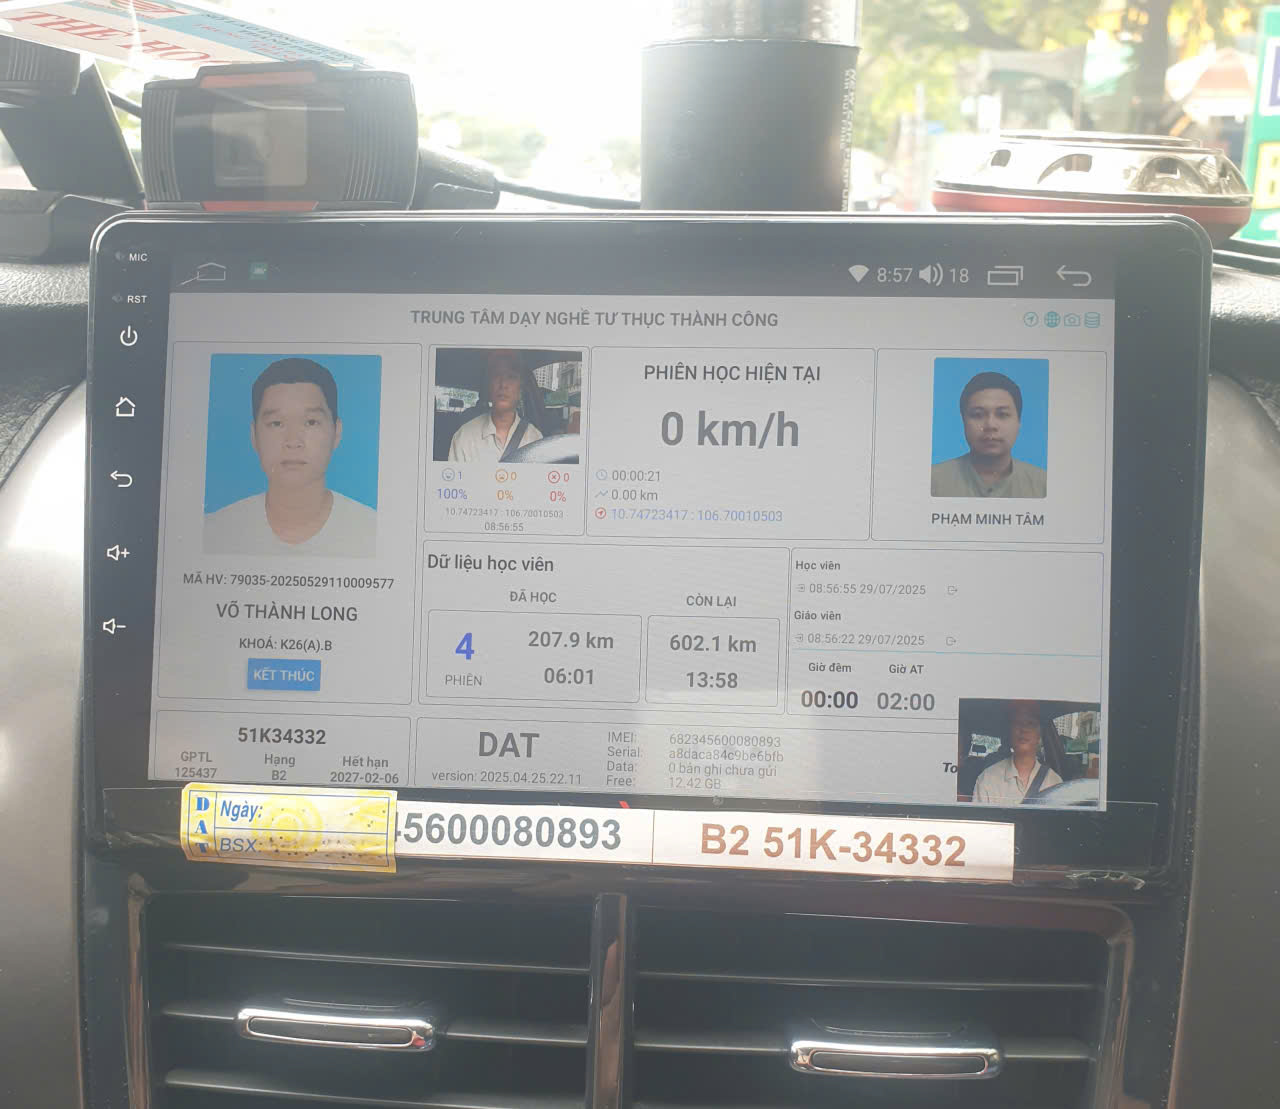 THẺ HỌC
MIC
RST
8:57
18
TRUNG TÂM DẠY NGHỀ TƯ THỤC THÀNH CÔNG
MÃ HV: 79035-20250529110009577
VÕ THÀNH LONG
KHOÁ: K26(A).B
KẾT THÚC
1
0
0
100%
0%
0%
10.74723417 : 106.70010503
08:56:55
PHIÊN HỌC HIỆN TẠI
0 km/h
00:00:21
0.00 km
10.74723417 : 106.70010503
PHẠM MINH TÂM
Dữ liệu học viên
ĐÃ HỌC
CÒN LẠI
4
PHIÊN
207.9 km
06:01
602.1 km
13:58
Học viên
08:56:55 29/07/2025
Giáo viên
08:56:22 29/07/2025
Giờ đêm
Giờ AT
00:00
02:00
51K34332
GPTL
125437
Hạng
B2
Hết hạn
2027-02-06
DAT
version: 2025.04.25.22.11
IMEI: 682345600080893
Serial: a8daca84c9be6bfb
Data: 0 bản ghi chưa gửi
Free: 12.42 GB
DAT
Ngày:
BSX:
45600080893
B2 51K-34332